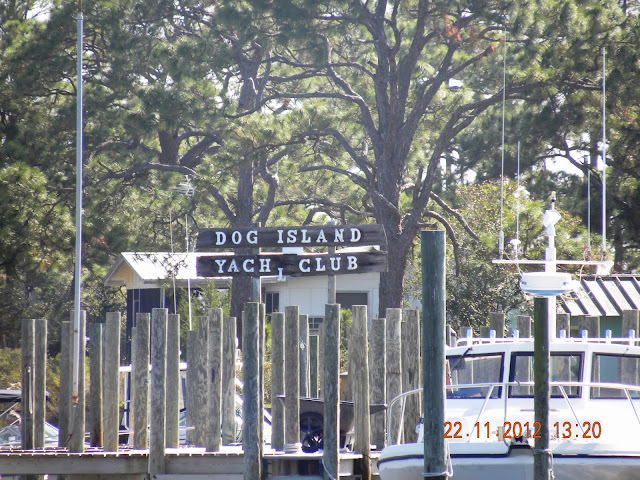 DOG ISLAND
YACHT CLUB
22.11.2012 13:20